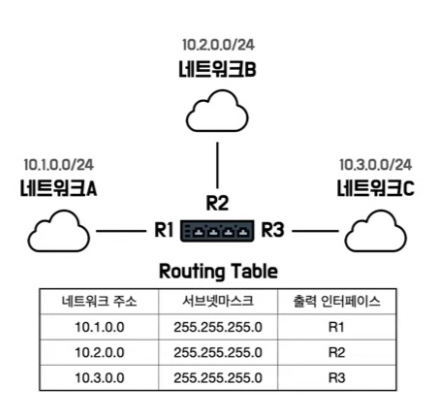 10.2.0.0/24
네트워크B
10.1.0.0/24
네트워크A
10.3.0.0/24
네트워크C
R2
R1
R3
Routing Table
네트워크 주소 서브넷마스크 출력 인터페이스
10.1.0.0 255.255.255.0 R1
10.2.0.0 255.255.255.0 R2
10.3.0.0 255.255.255.0 R3